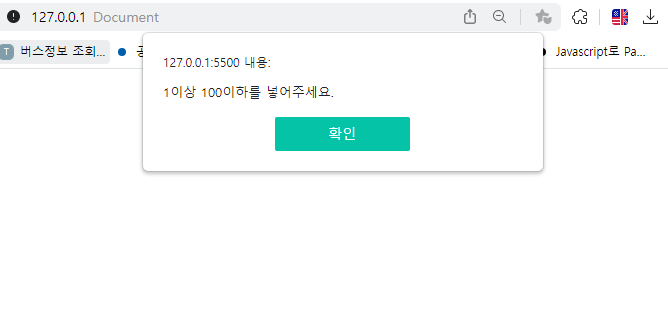 127.0.0.1 Document
T 버스정보 조회...
Javascript로 Pa...
127.0.0.1:5500 내용:
1이상 100이하를 넣어주세요.
확인